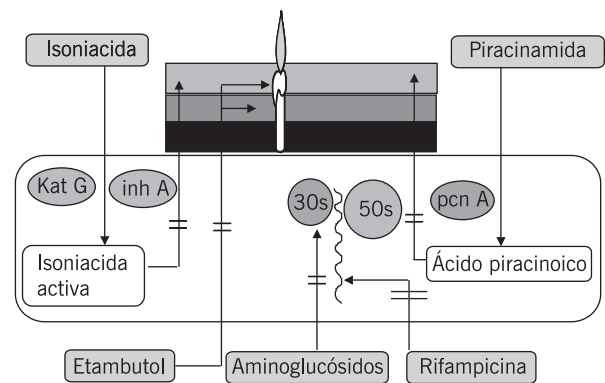 Isoniacida
Piracinamida
Kat G
inh A
30s
50s
pcn A
Isoniacida
activa
Ácido piracinoico
Etambutol
Aminoglucósidos
Rifampicina